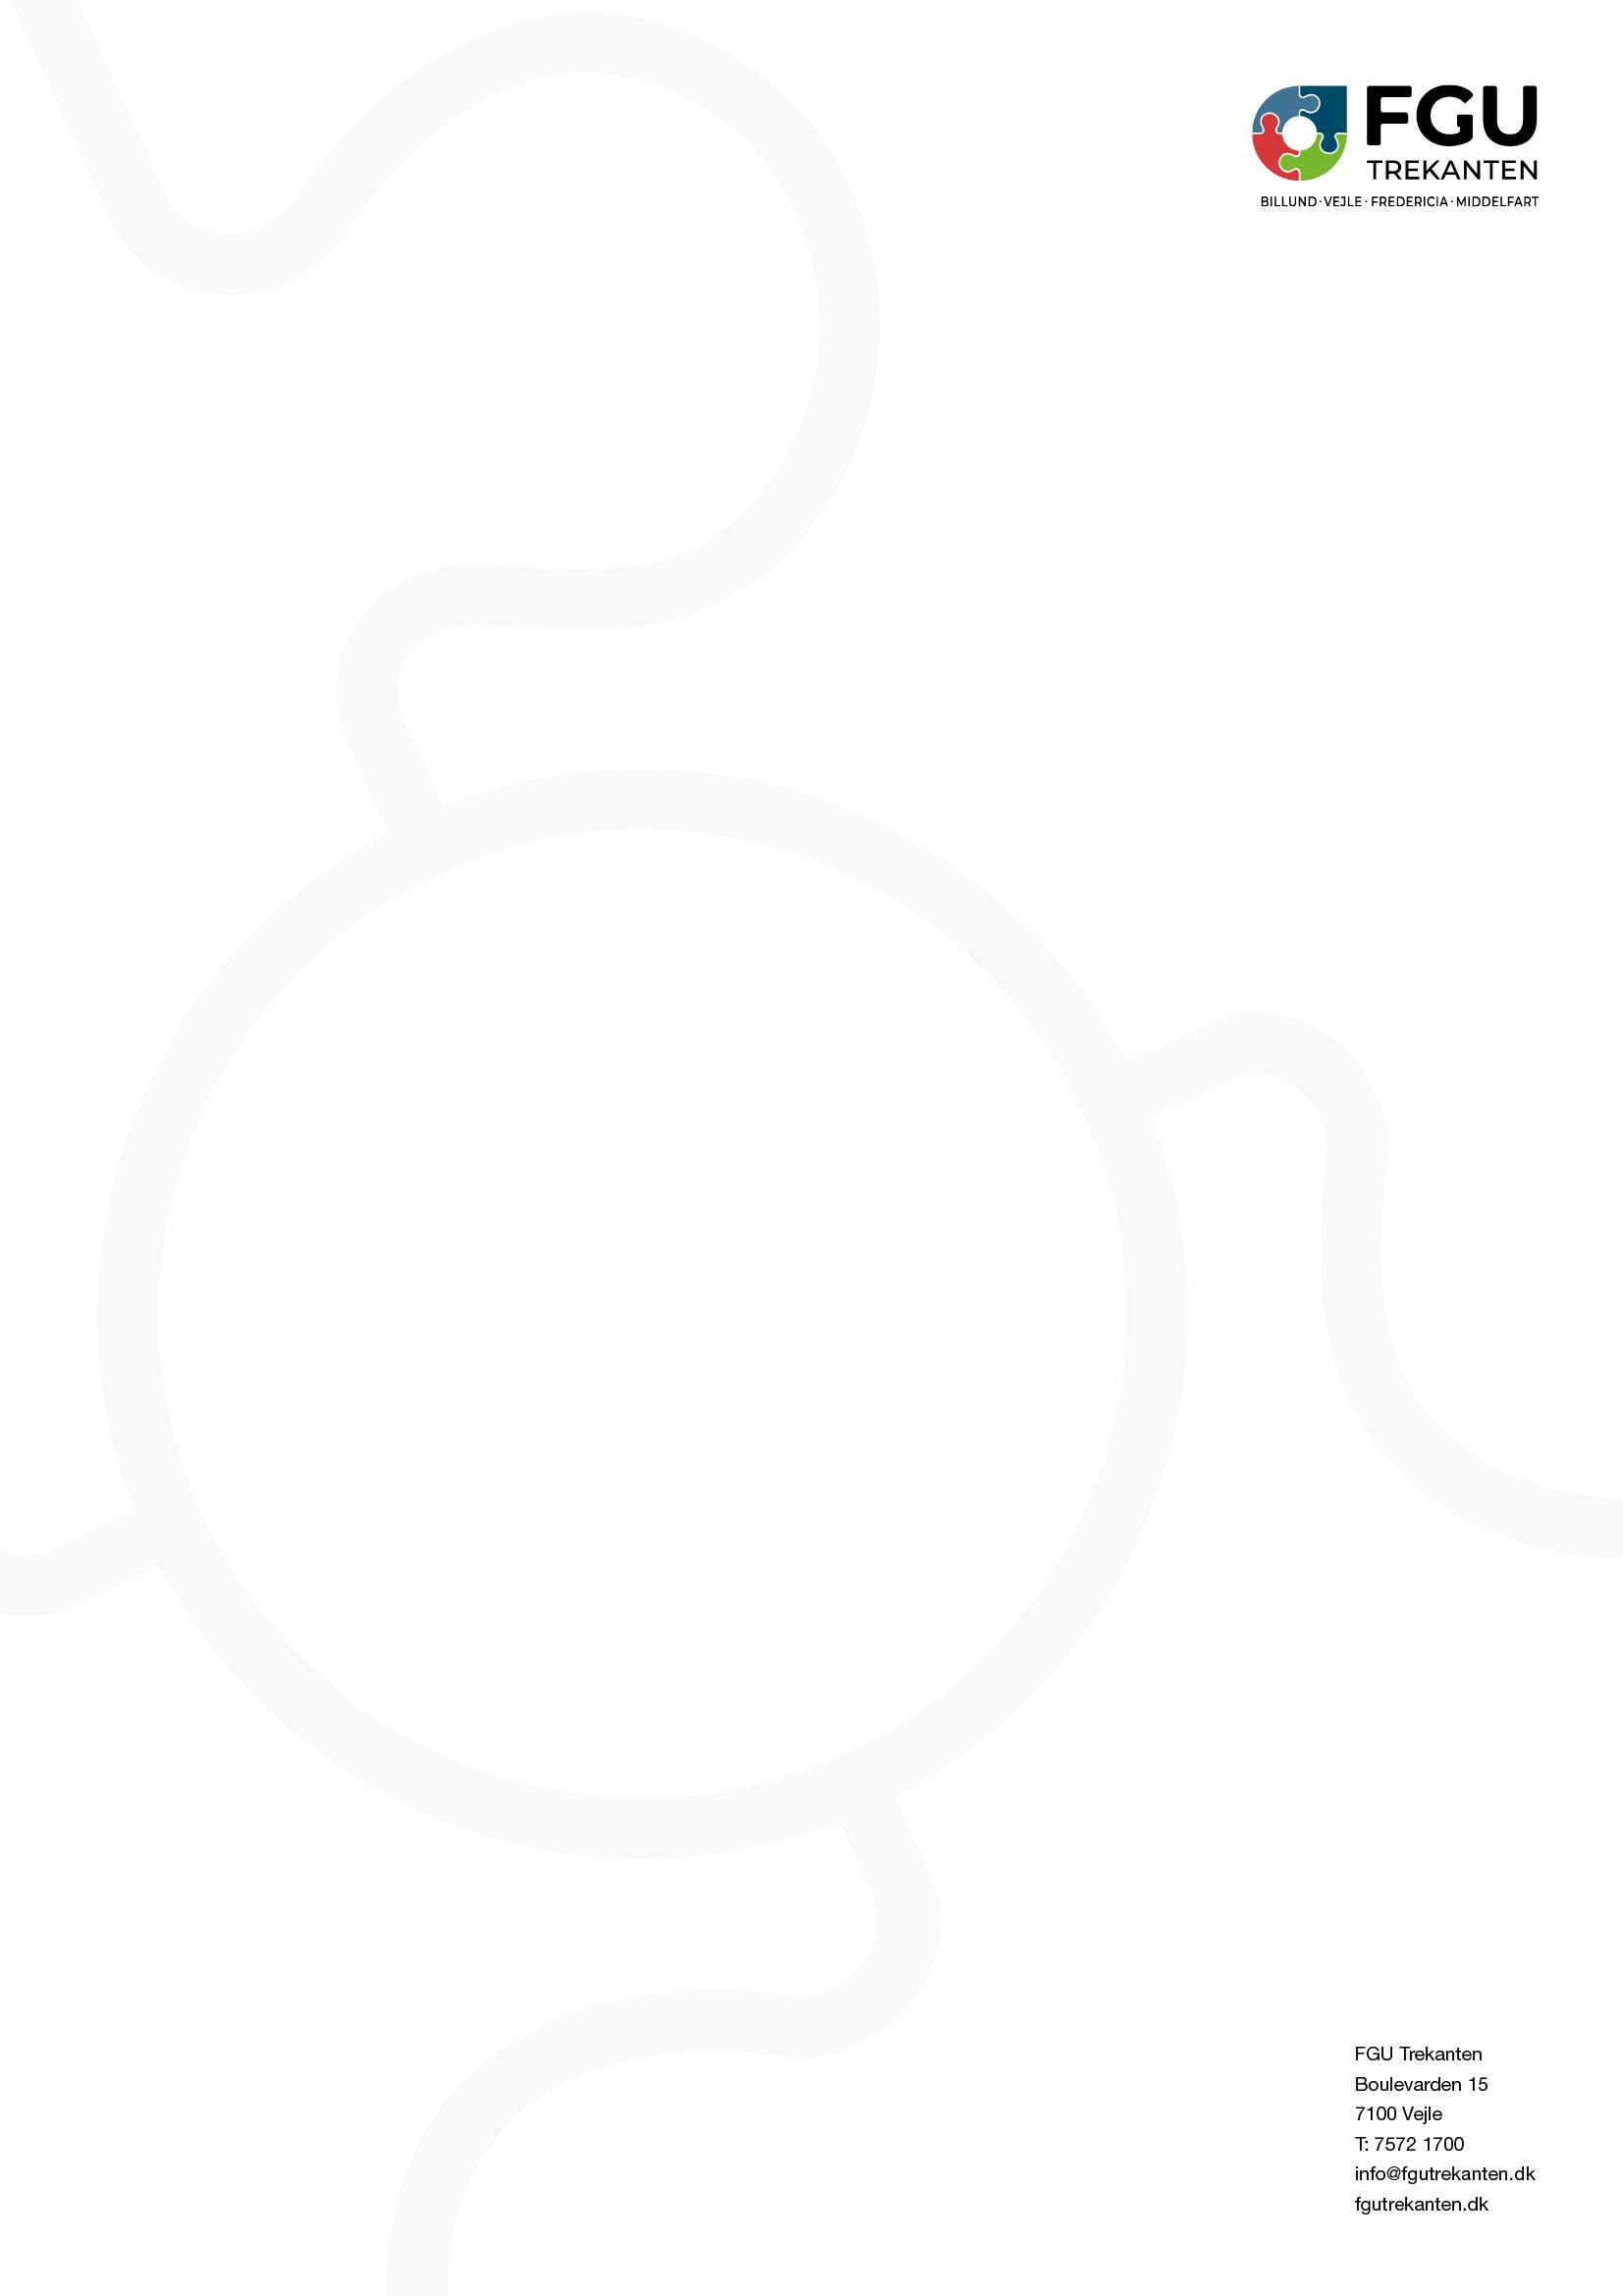 FGU
TREKANTEN
BILLUND · VEJLE · FREDERICIA · MIDDELFART
FGU Trekanten
Boulevarden 15
7100 Vejle
T: 7572 1700
info@fgutrekanten.dk
fgutrekanten.dk